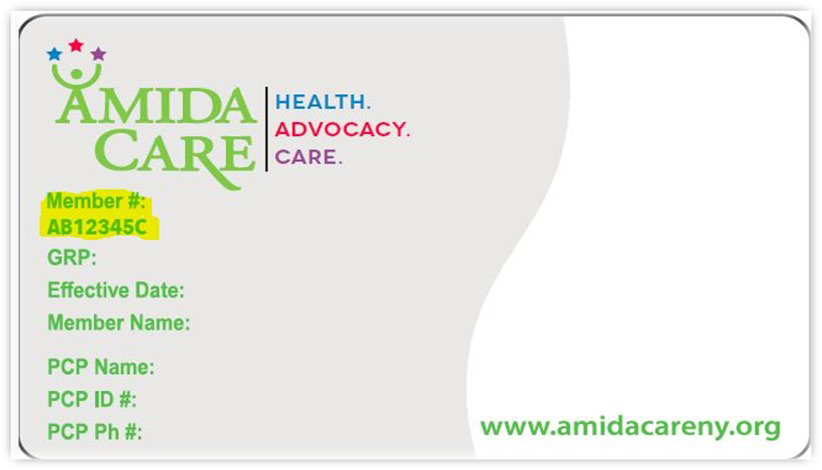 AMIDA
CARE
HEALTH.
ADVOCACY.
CARE.
Member #:
AB12345C
GRP:
Effective Date:
Member Name:
PCP Name:
PCP ID #:
PCP Ph #:
www.amidacareny.org